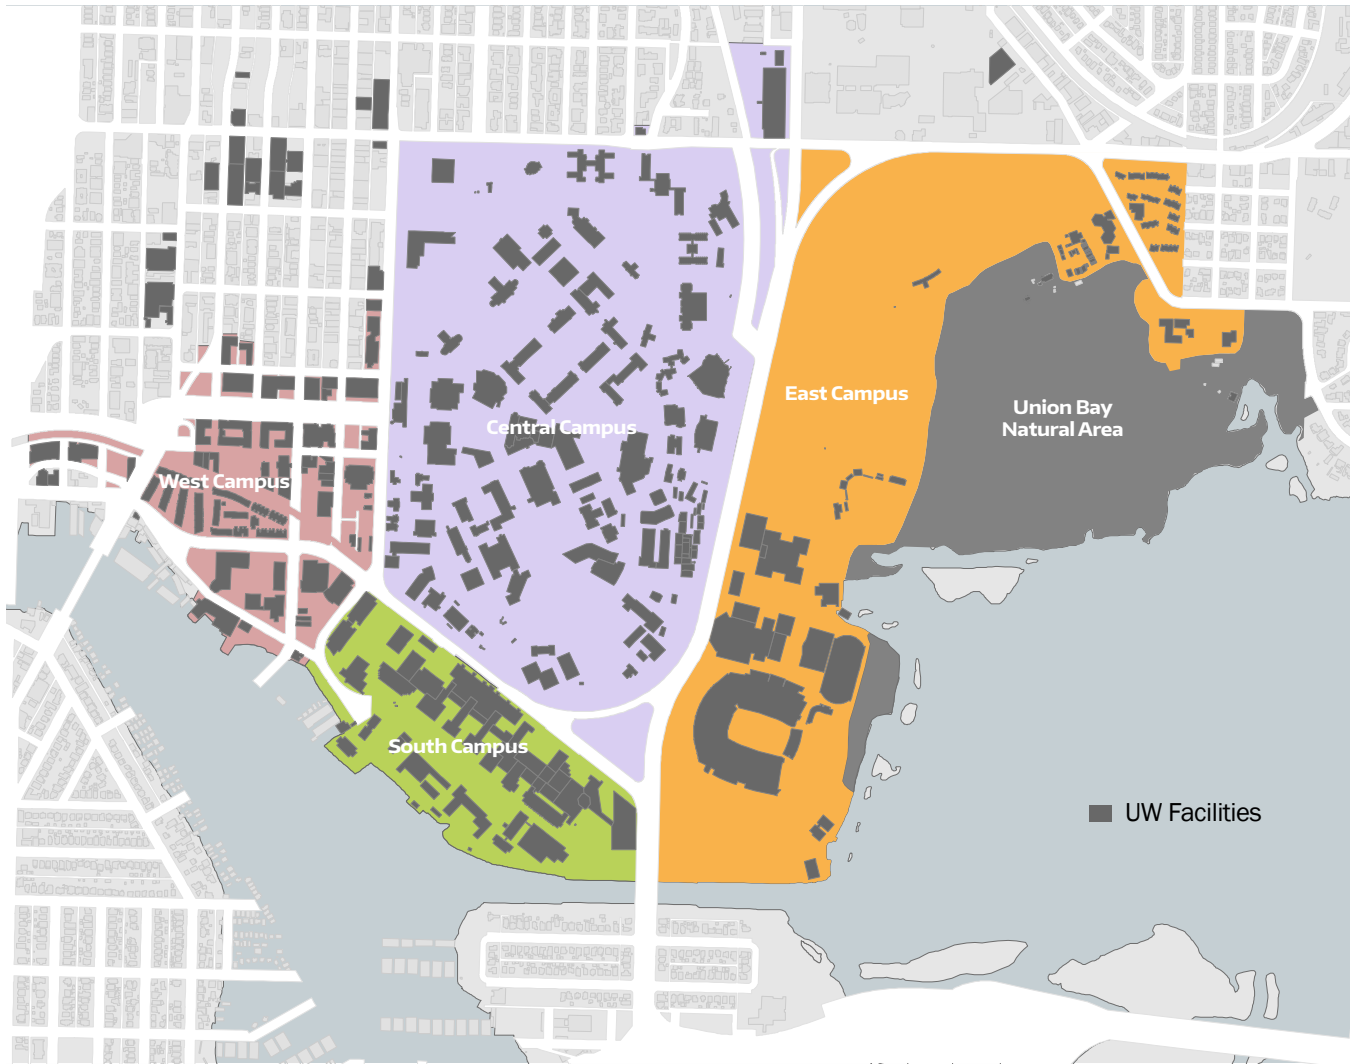 East Campus
Union Bay
Natural Area
Central Campus
West Campus
South Campus
UW Facilities